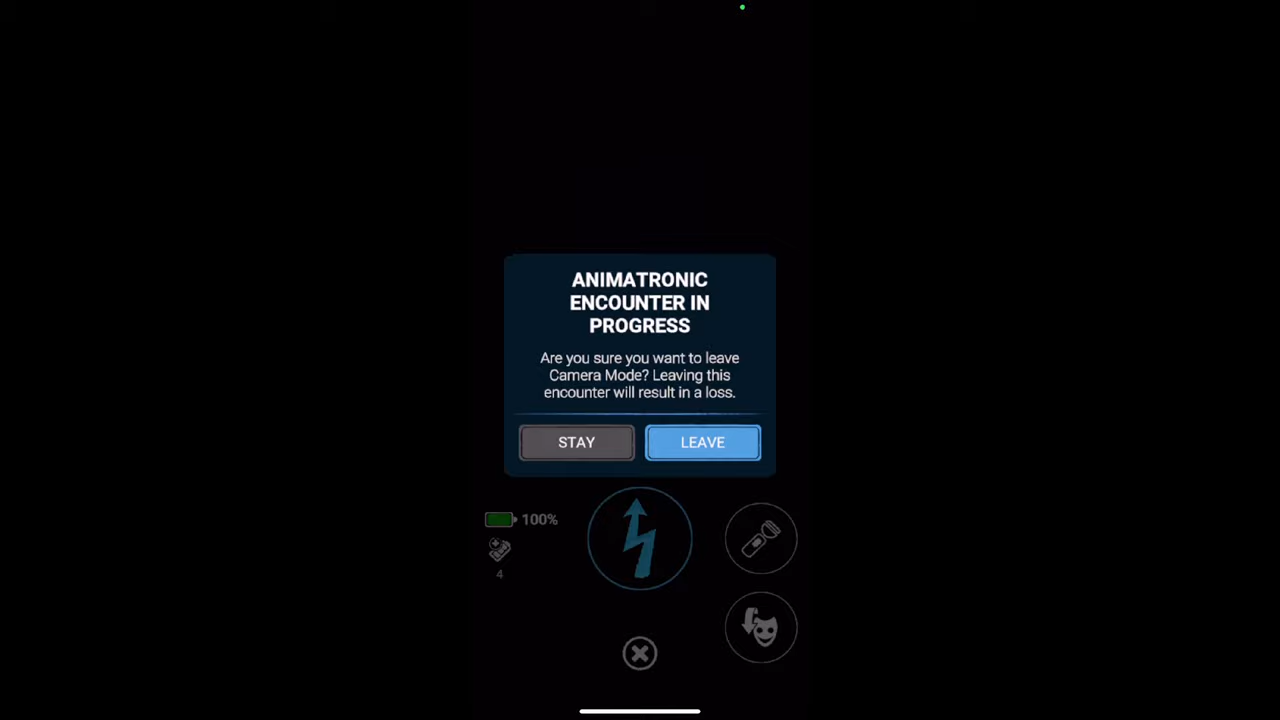 ANIMATRONIC
ENCOUNTER IN
PROGRESS
Are you sure you want to leave
Camera Mode? Leaving this
encounter will result in a loss.
STAY
LEAVE
100%
4